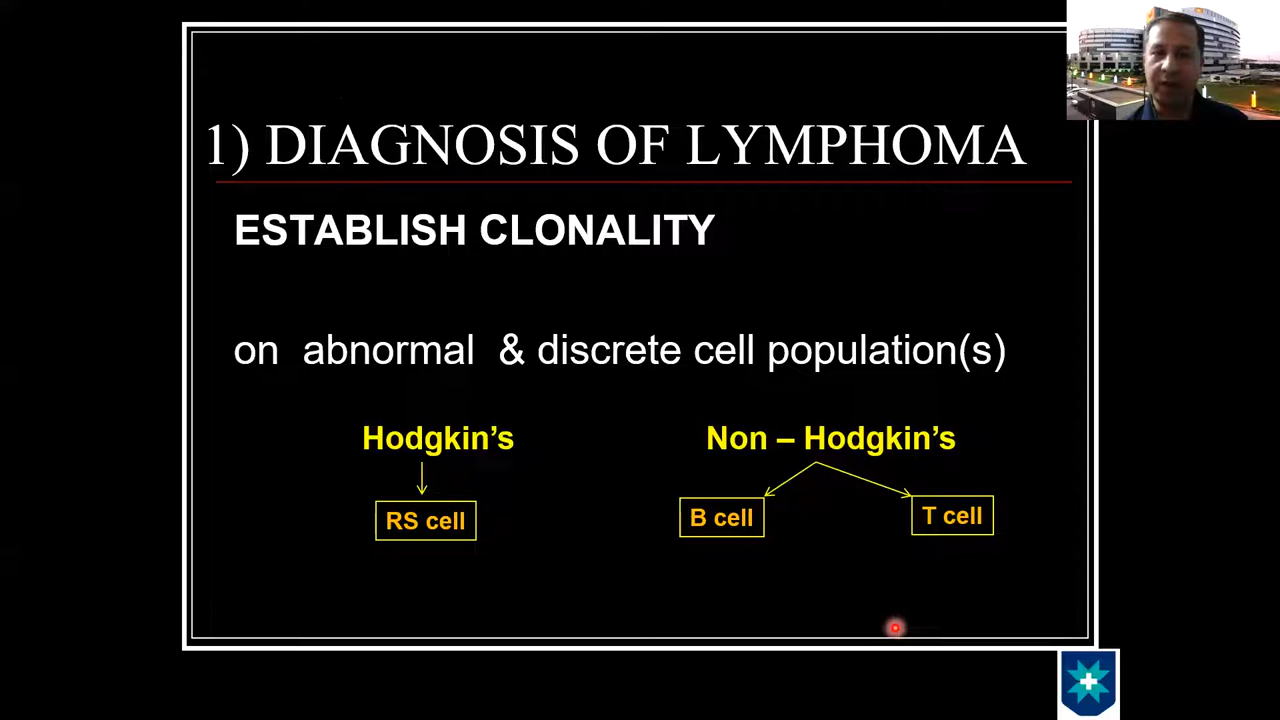 1) DIAGNOSIS OF LYMPHOMA
ESTABLISH CLONALITY
on abnormal & discrete cell population(s)
Hodgkin’s
Non – Hodgkin’s
RS cell
B cell
T cell